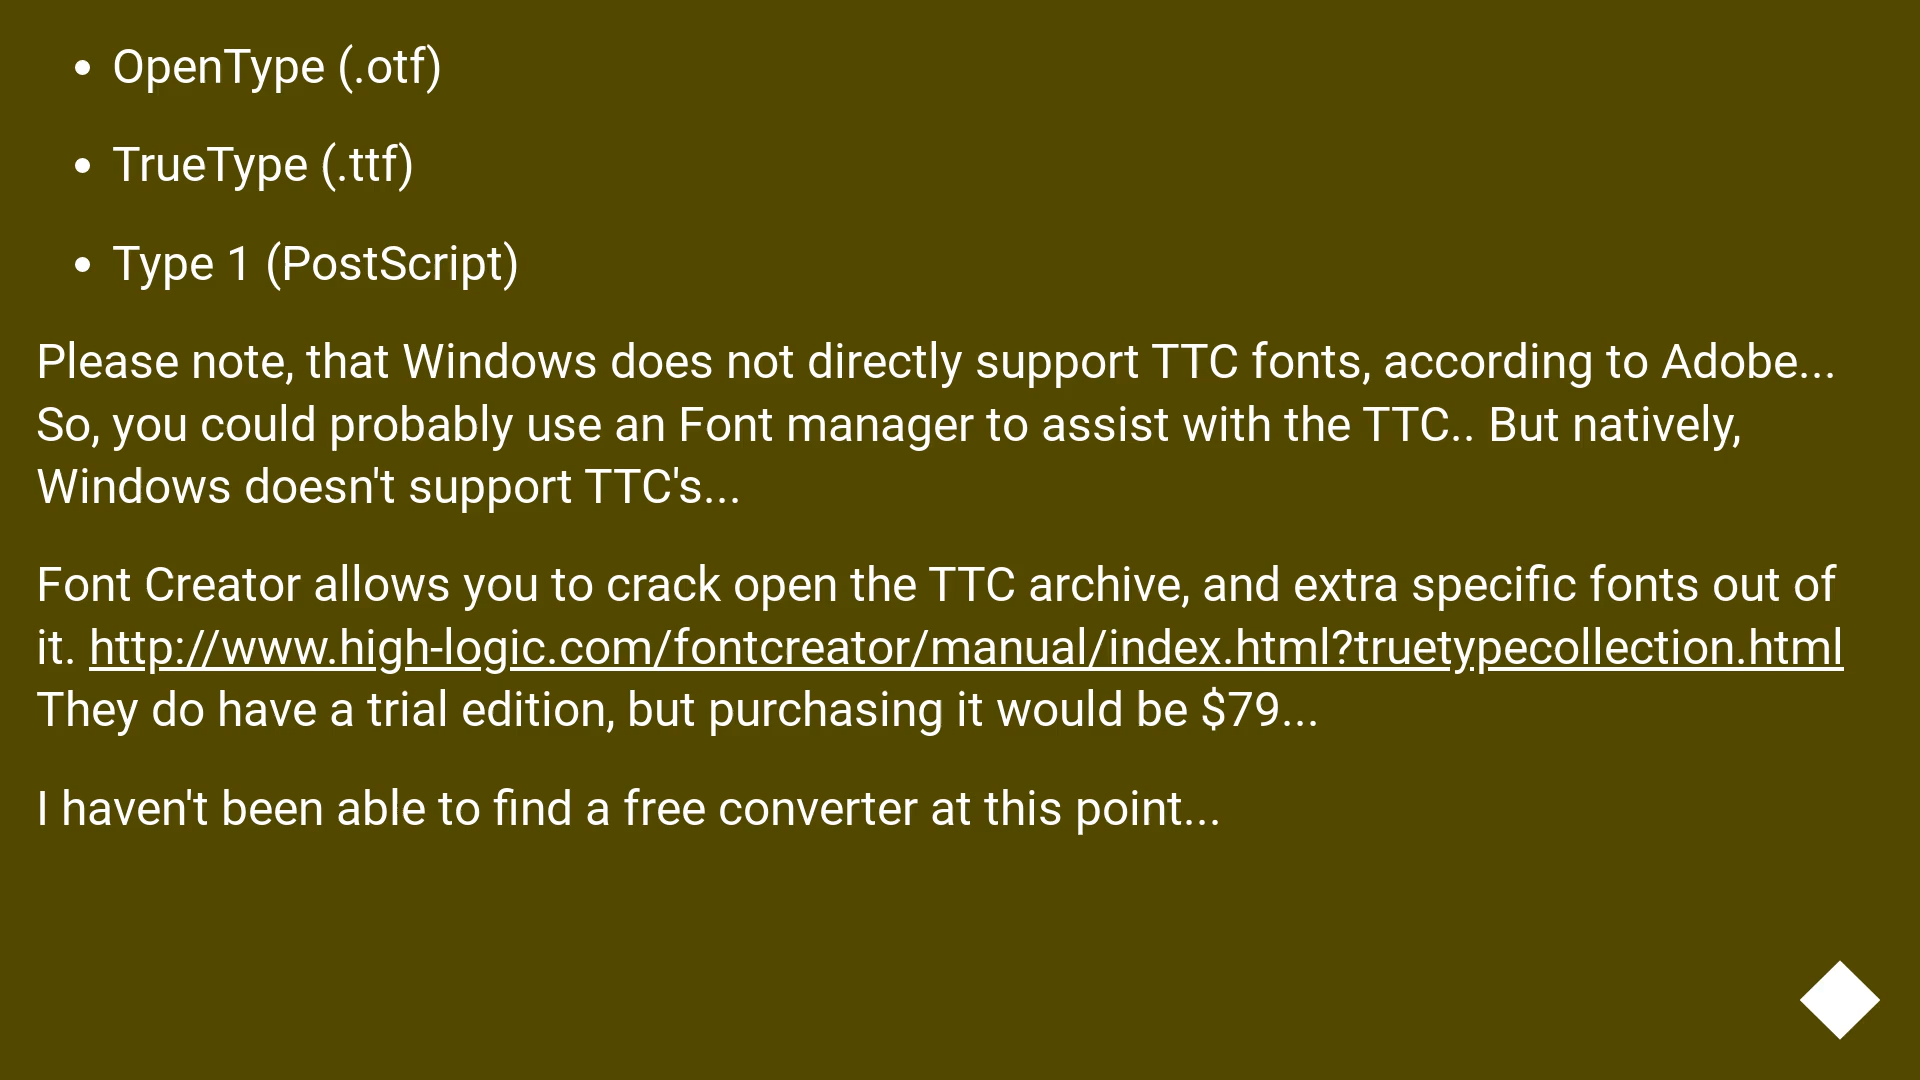 • OpenType (.otf)
• TrueType (.ttf)
• Type 1 (PostScript)
Please note, that Windows does not directly support TTC fonts, according to Adobe...
So, you could probably use an Font manager to assist with the TTC.. But natively,
Windows doesn't support TTC's...
Font Creator allows you to crack open the TTC archive, and extra specific fonts out of
it. http://www.high-logic.com/fontcreator/manual/index.html?truetypecollection.html
They do have a trial edition, but purchasing it would be $79...
I haven't been able to find a free converter at this point...